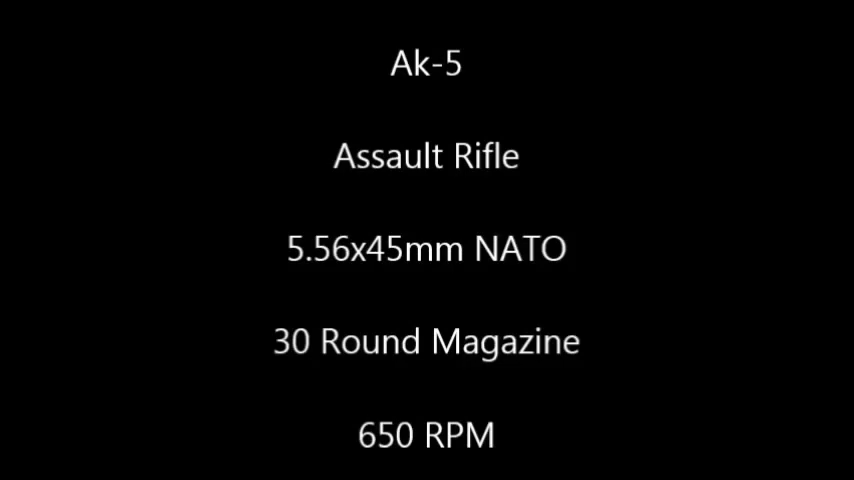 Ak-5
Assault Rifle
5.56x45mm NATO
30 Round Magazine
650 RPM